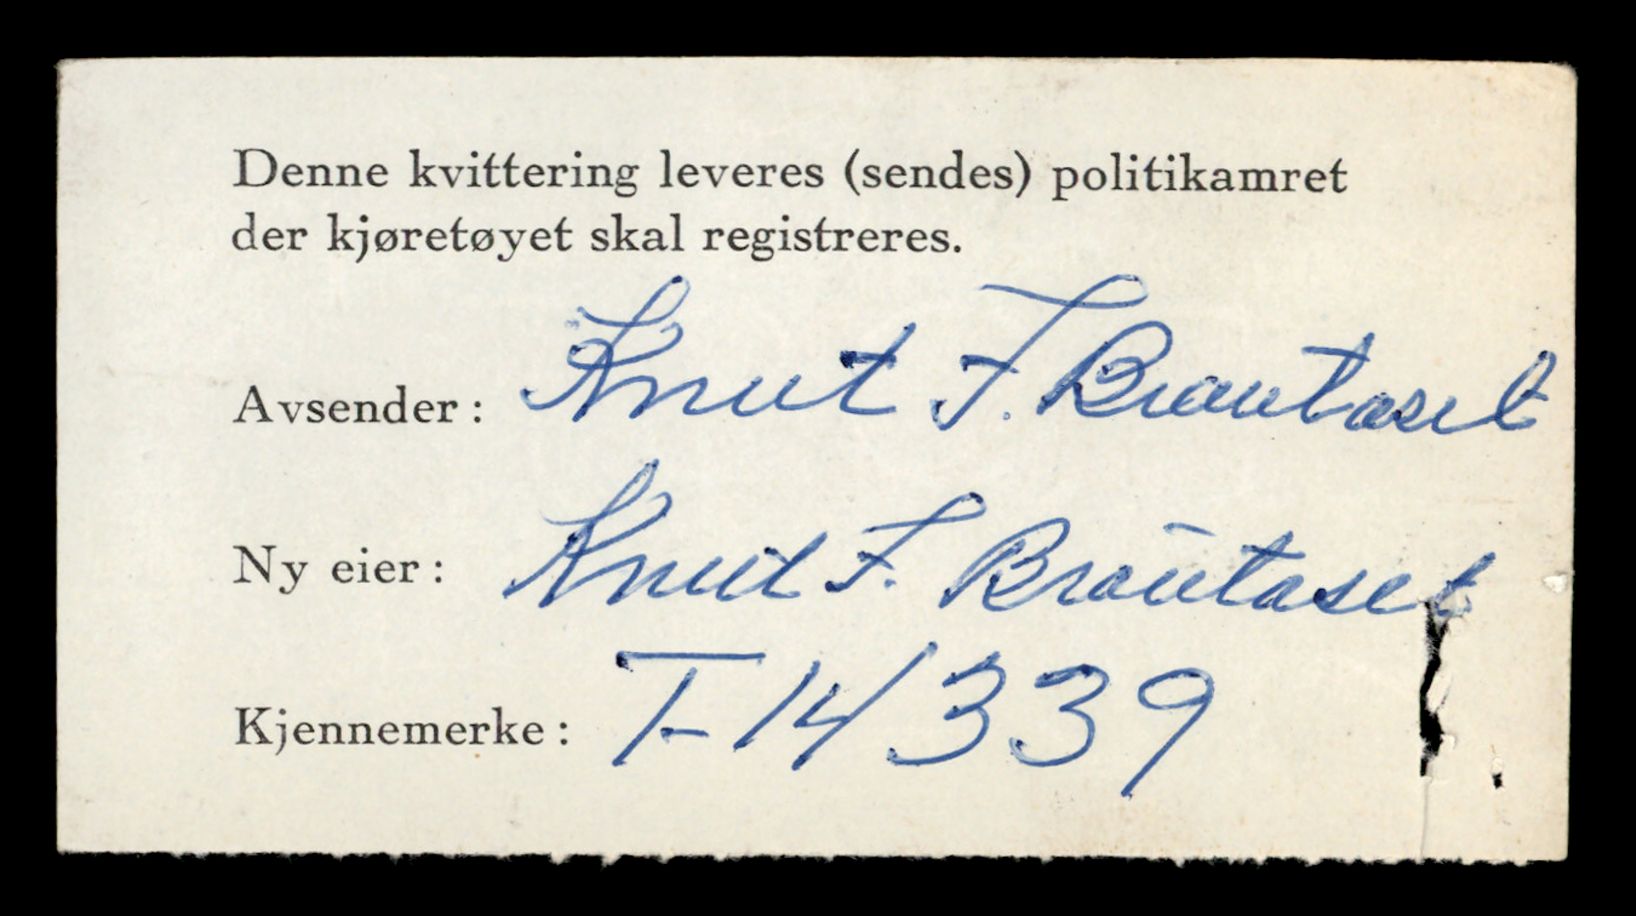 Denne kvittering leveres (sendes) politikamret
der kjøretøyet skal registreres.
Avsender: Knut F. Brautaset
Ny eier: Knut F. Brautaset
Kjennemerke: T-14339